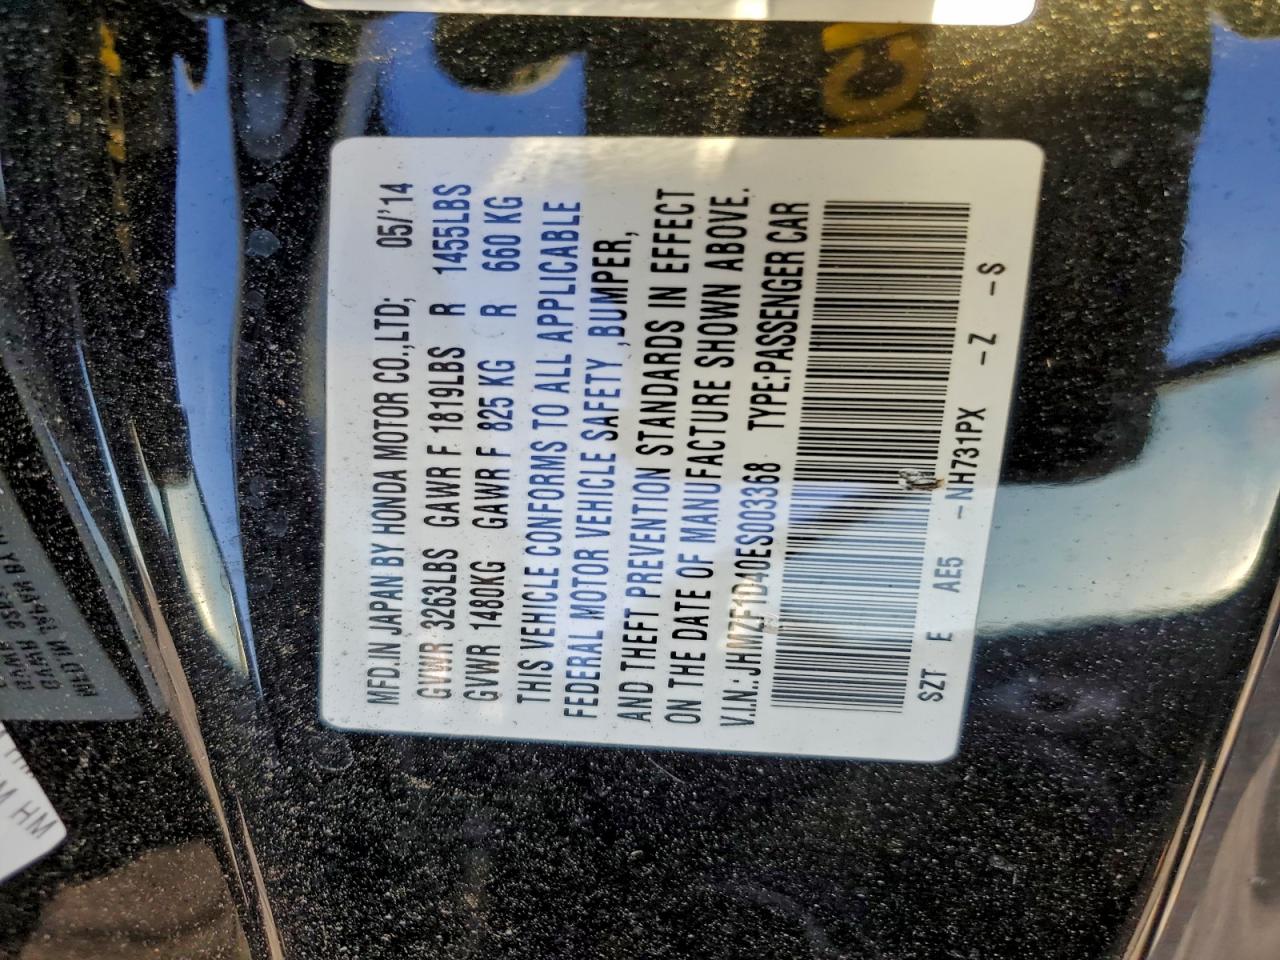 MFD.IN JAPAN BY HONDA MOTOR CO.,LTD; 05/'14
GVWR 3263LBS GAWR F 1819LBS R 1455LBS
GVWR 1480KG GAWR F 825 KG R 660 KG
THIS VEHICLE CONFORMS TO ALL APPLICABLE
FEDERAL MOTOR VEHICLE SAFETY ,BUMPER,
AND THEFT PREVENTION STANDARDS IN EFFECT
ON THE DATE OF MANUFACTURE SHOWN ABOVE.
V.I.N.: JHMZF1D40ES003368 TYPE:PASSENGER CAR
SZT E AE5 -NH731PX -Z -S